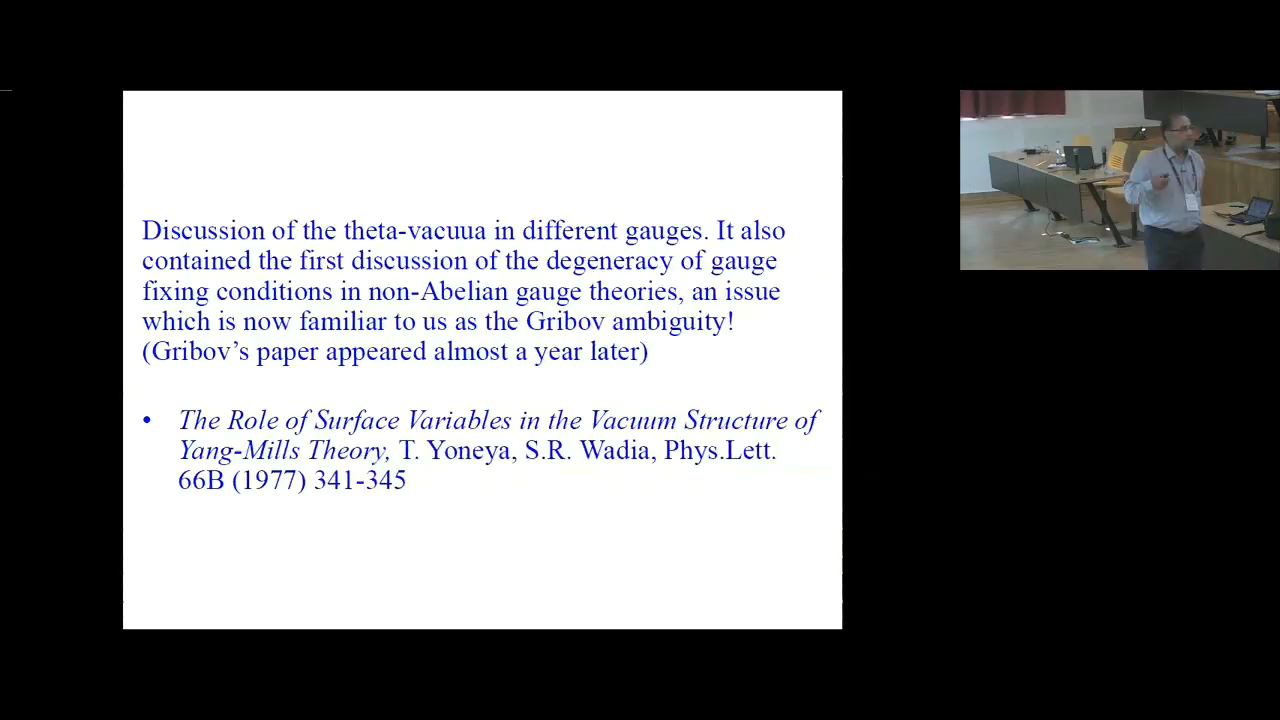 Discussion of the theta-vacuua in different gauges. It also
contained the first discussion of the degeneracy of gauge
fixing conditions in non-Abelian gauge theories, an issue
which is now familiar to us as the Gribov ambiguity!
(Gribov’s paper appeared almost a year later)
• The Role of Surface Variables in the Vacuum Structure of
Yang-Mills Theory, T. Yoneya, S.R. Wadia, Phys.Lett.
66B (1977) 341-345